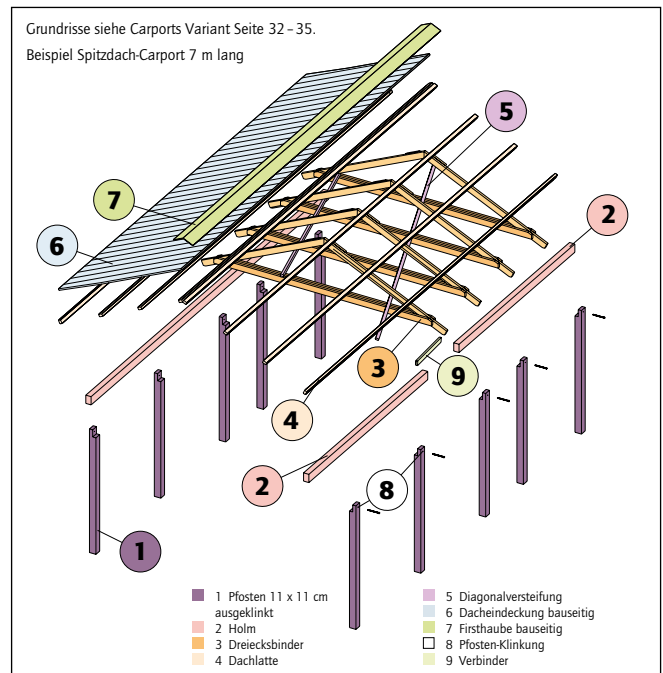 Grundrisse siehe Carports Variant Seite 32 – 35.
Beispiel Spitzdach-Carport 7 m lang
5
2
7
6
3
9
4
2
8
1
1 Pfosten 11 x 11 cm
ausgeklinkt
2 Holm
3 Dreiecksbinder
4 Dachlatte
5 Diagonalversteifung
6 Dacheindeckung bauseitig
7 Firsthaube bauseitig
8 Pfosten-Klinkung
9 Verbinder